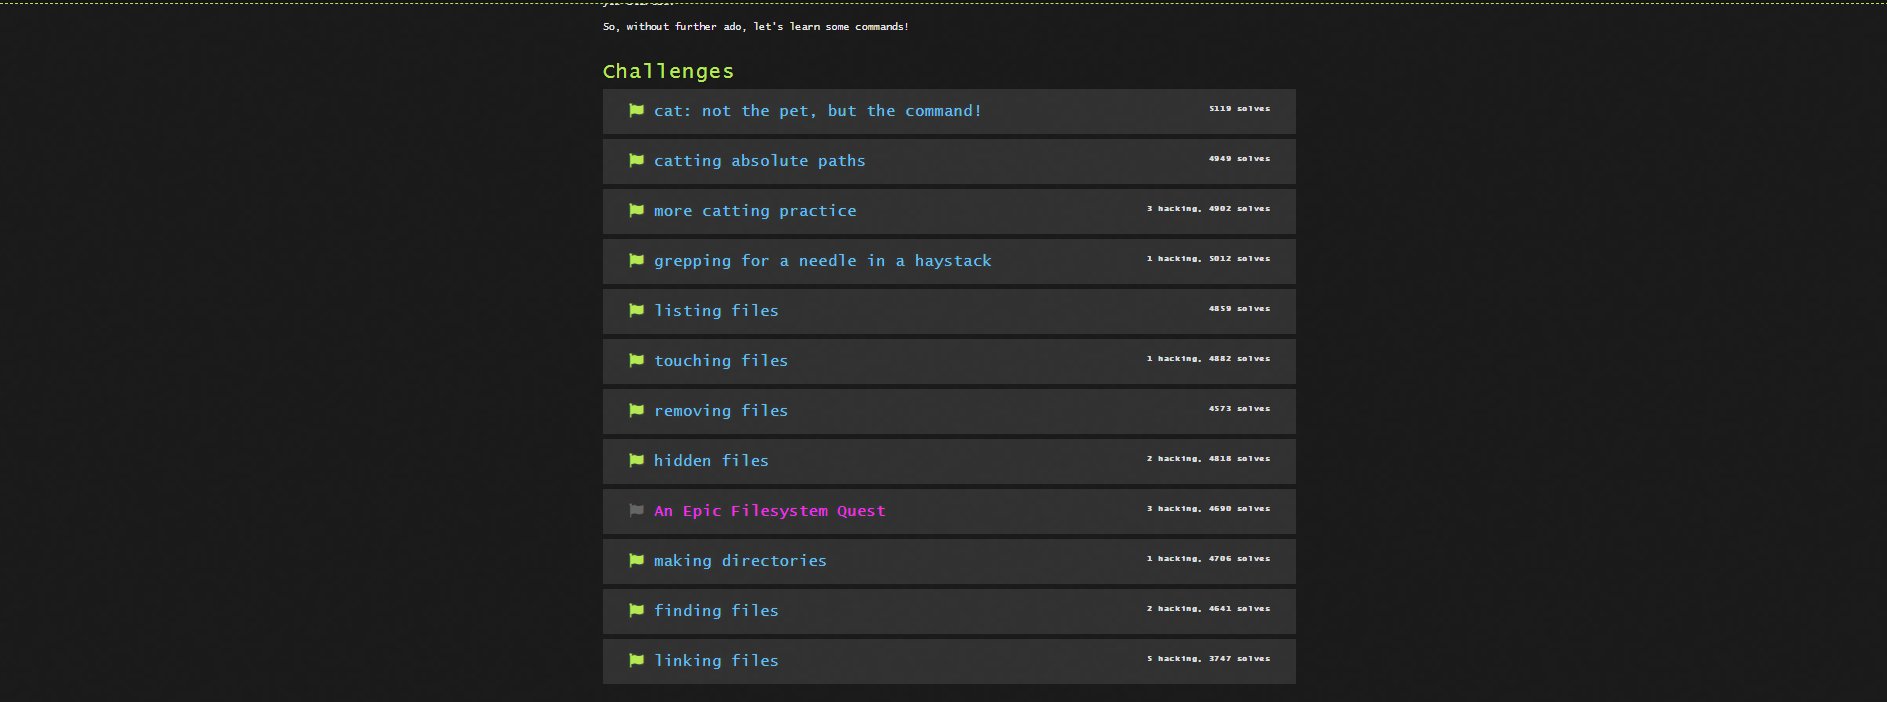 So, without further ado, let's learn some commands!
Challenges
cat: not the pet, but the command!
5119 solves
catting absolute paths
4949 solves
more catting practice
3 hacking, 4902 solves
grepping for a needle in a haystack
1 hacking, 5012 solves
listing files
4859 solves
touching files
1 hacking, 4882 solves
removing files
4573 solves
hidden files
2 hacking, 4818 solves
An Epic Filesystem Quest
3 hacking, 4690 solves
making directories
1 hacking, 4706 solves
finding files
2 hacking, 4641 solves
linking files
5 hacking, 3747 solves